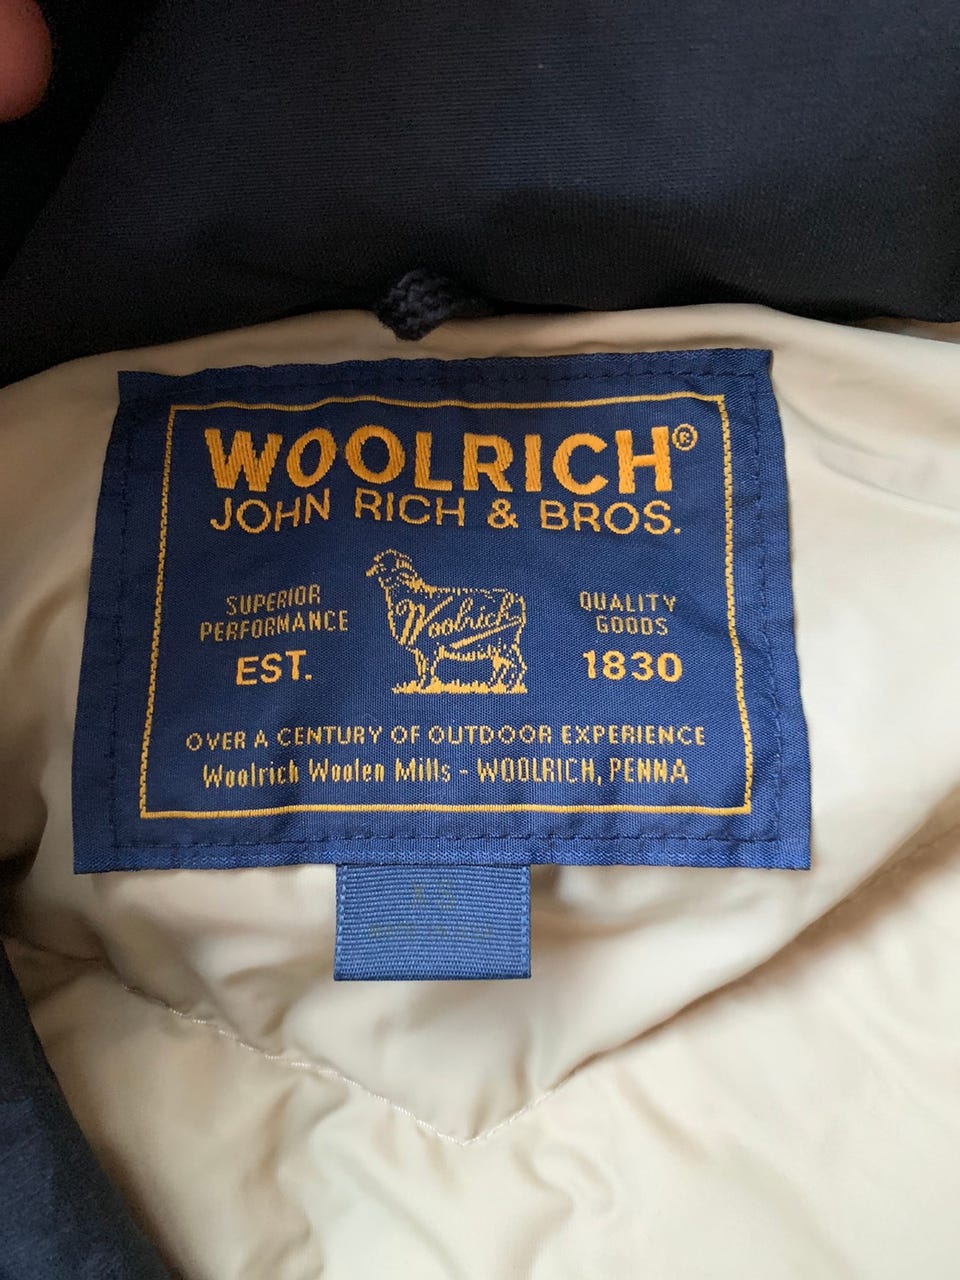 WOOLRICH®
JOHN RICH & BROS.
SUPERIOR
PERFORMANCE
EST.
Woolrich
QUALITY
GOODS
1830
OVER A CENTURY OF OUTDOOR EXPERIENCE
Woolrich Woolen Mills - WOOLRICH, PENNA